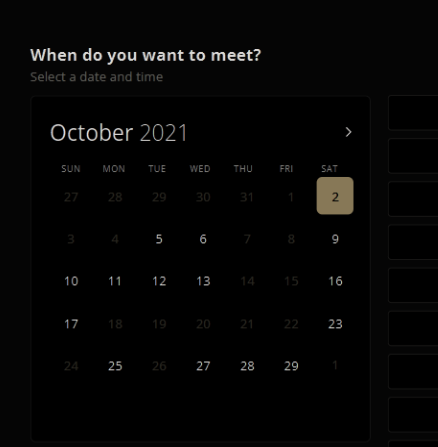 When do you want to meet?
Select a date and time
October 2021
SUN MON TUE WED THU FRI SAT
27 28 29 30 31 1 2
3 4 5 6 7 8 9
10 11 12 13 14 15 16
17 18 19 20 21 22 23
24 25 26 27 28 29 1